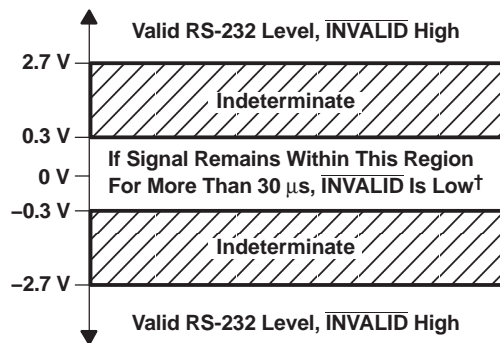 Valid RS-232 Level, INVALID High
2.7 V
Indeterminate
0.3 V
If Signal Remains Within This Region
0 V
For More Than 30 µs, INVALID Is Low†
−0.3 V
Indeterminate
−2.7 V
Valid RS-232 Level, INVALID High